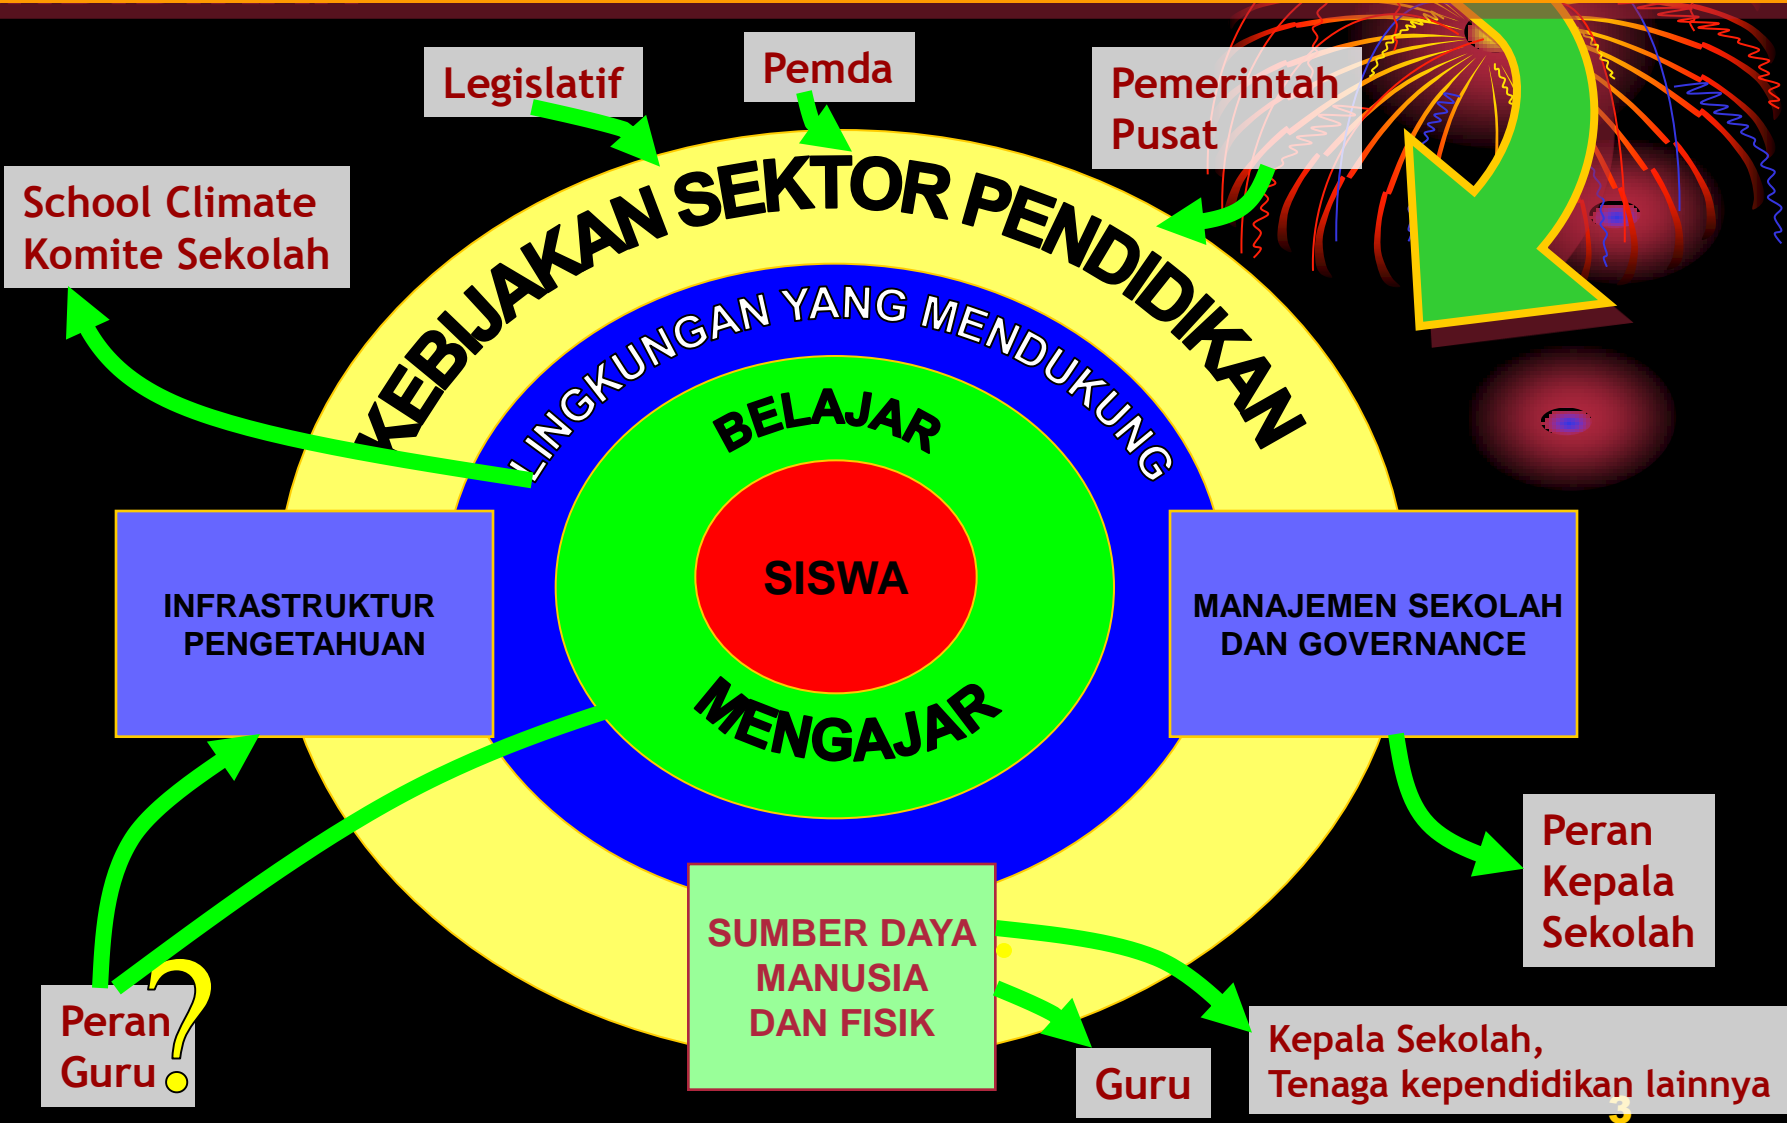 Legislatif
Pemda
Pemerintah
Pusat
School Climate
Komite Sekolah
KEBIJAKAN SEKTOR PENDIDIKAN
LINGKUNGAN YANG MENDUKUNG
BELAJAR
SISWA
MENGAJAR
INFRASTRUKTUR
PENGETAHUAN
MANAJEMEN SEKOLAH
DAN GOVERNANCE
Peran
Kepala
Sekolah
SUMBER DAYA
MANUSIA
DAN FISIK
Peran
Guru
?
Guru
Kepala Sekolah,
Tenaga kependidikan lainnya
3